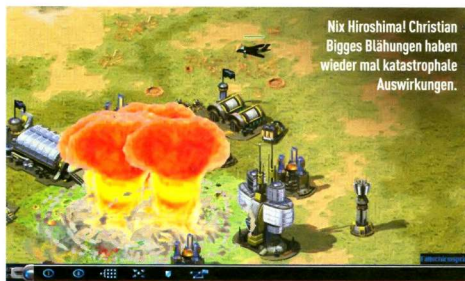 Nix Hiroshima! Christian
Bigges Blähungen haben
wieder mal katastrophale
Auswirkungen.